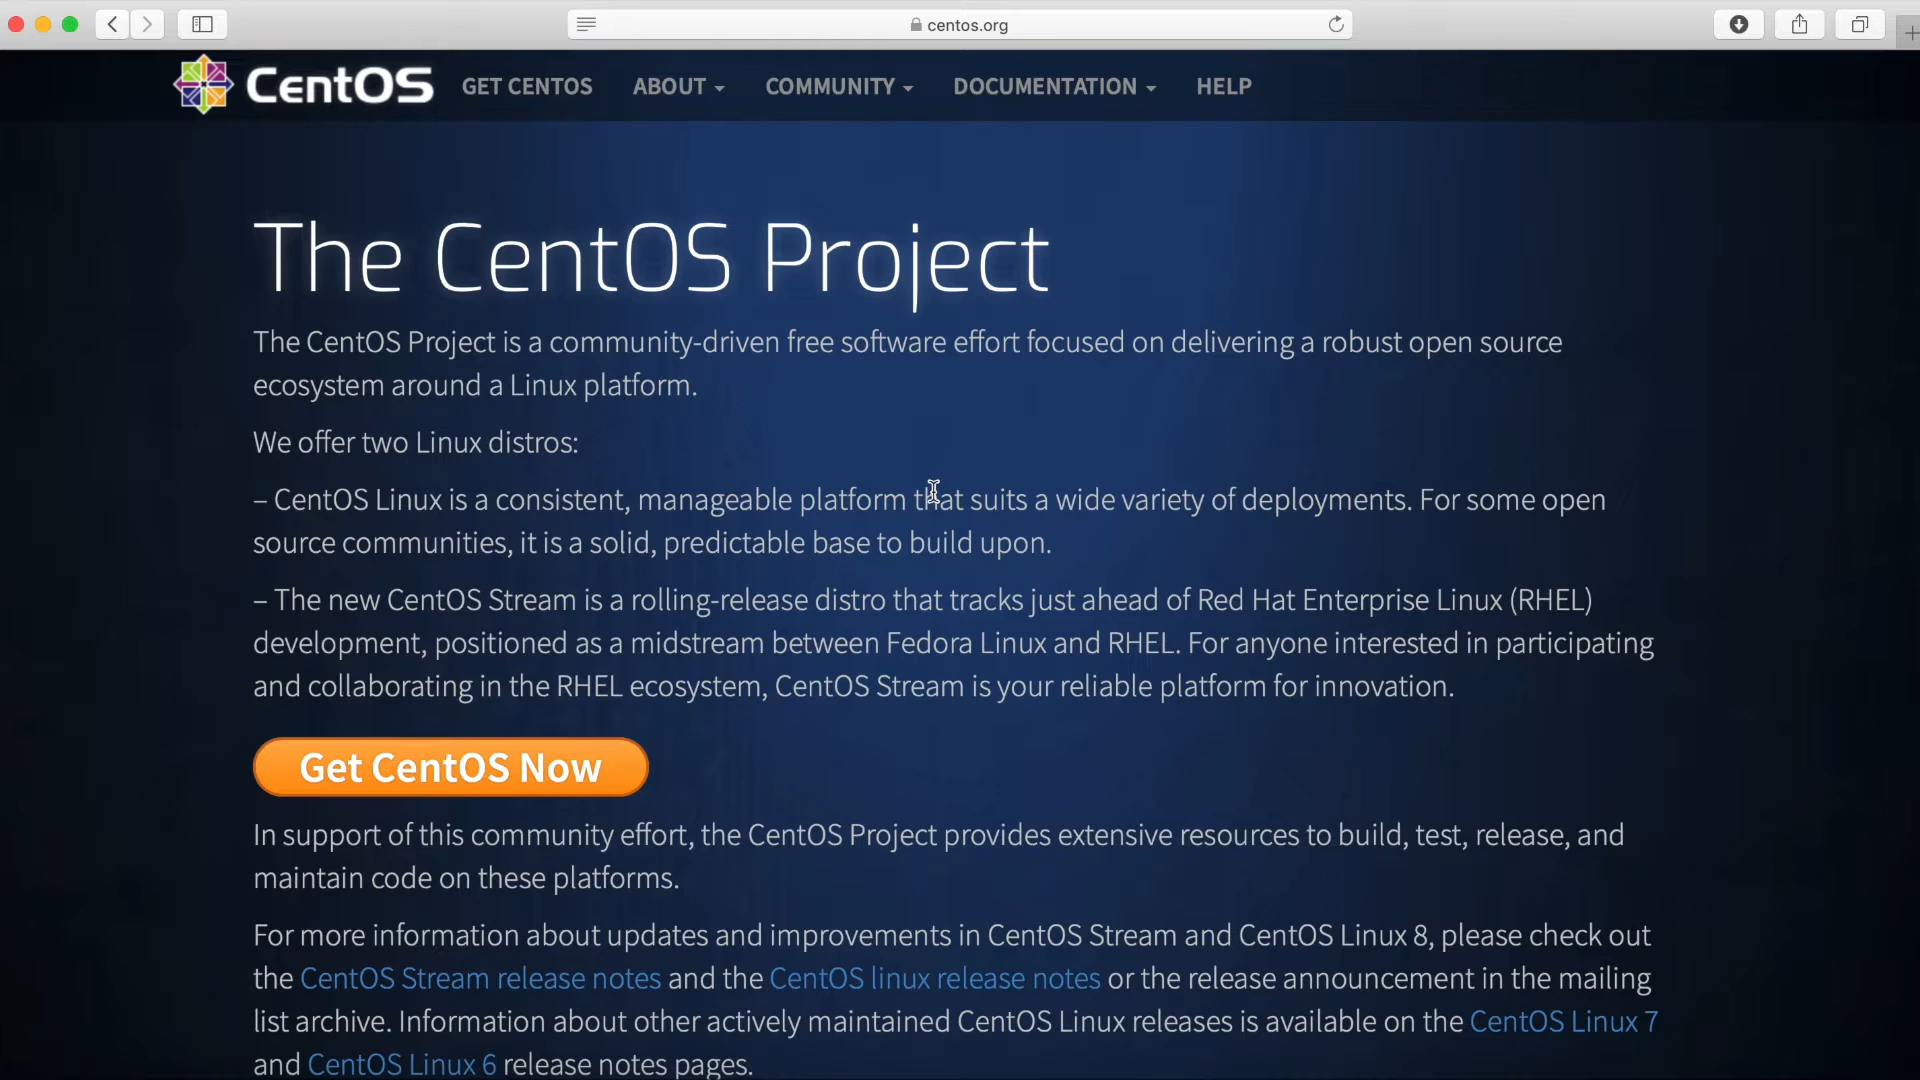 centos.org
CentOS GET CENTOS ABOUT COMMUNITY DOCUMENTATION HELP
The CentOS Project
The CentOS Project is a community-driven free software effort focused on delivering a robust open source
ecosystem around a Linux platform.
We offer two Linux distros:
– CentOS Linux is a consistent, manageable platform that suits a wide variety of deployments. For some open
source communities, it is a solid, predictable base to build upon.
– The new CentOS Stream is a rolling-release distro that tracks just ahead of Red Hat Enterprise Linux (RHEL)
development, positioned as a midstream between Fedora Linux and RHEL. For anyone interested in participating
and collaborating in the RHEL ecosystem, CentOS Stream is your reliable platform for innovation.
Get CentOS Now
In support of this community effort, the CentOS Project provides extensive resources to build, test, release, and
maintain code on these platforms.
For more information about updates and improvements in CentOS Stream and CentOS Linux 8, please check out
the CentOS Stream release notes and the CentOS linux release notes or the release announcement in the mailing
list archive. Information about other actively maintained CentOS Linux releases is available on the CentOS Linux 7
and CentOS Linux 6 release notes pages.